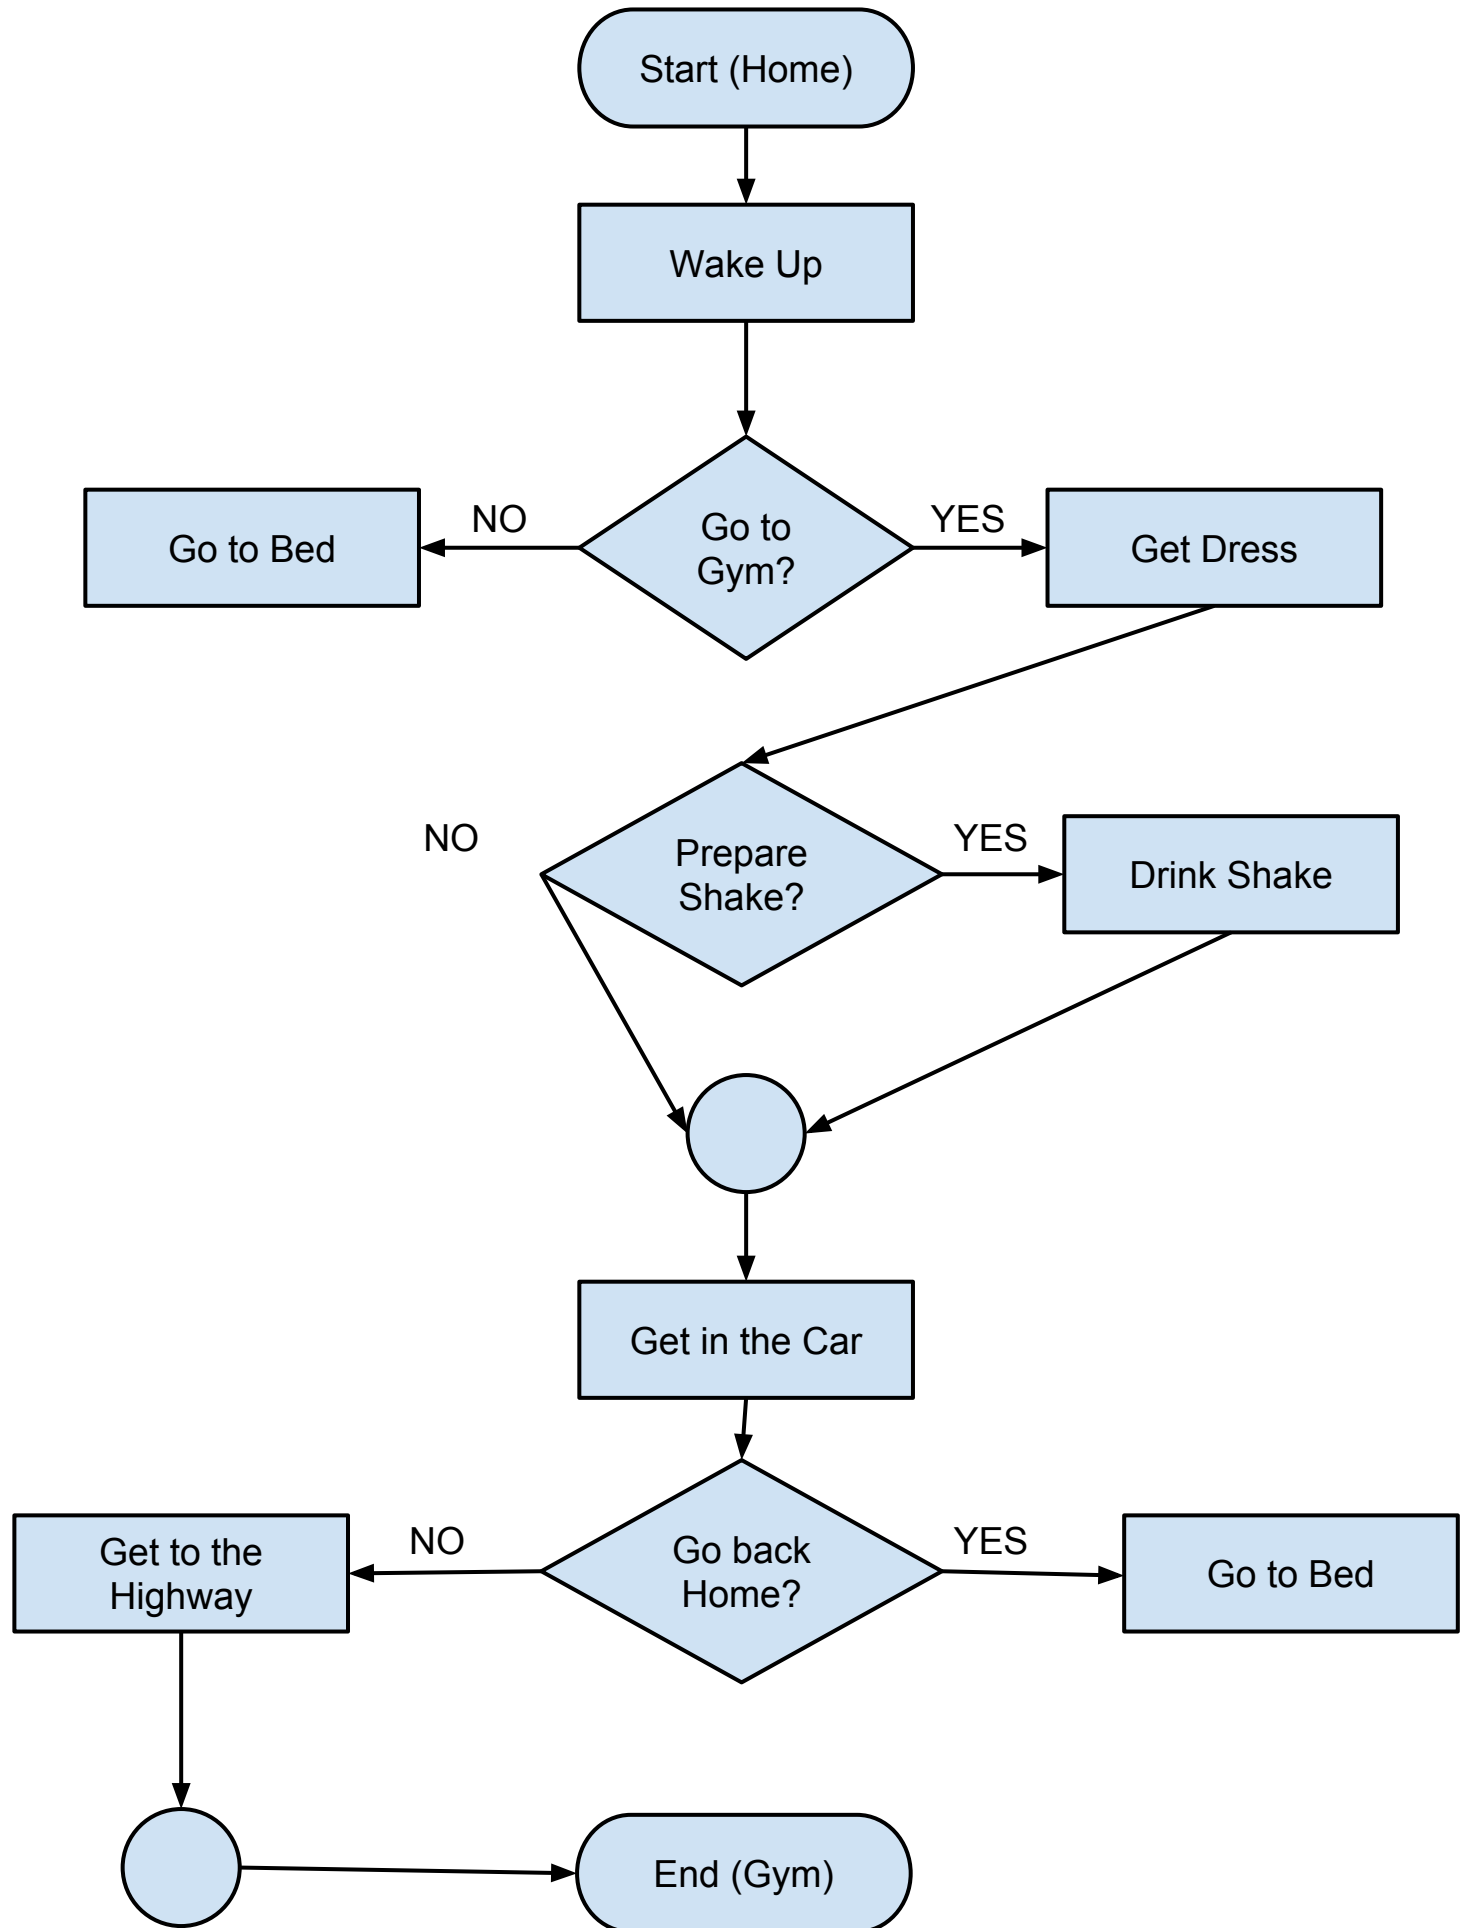 Start (Home)
Wake Up
Go to Bed
NO
Go to
Gym?
YES
Get Dress
NO
Prepare
Shake?
YES
Drink Shake
Get in the Car
Get to the
Highway
NO
Go back
Home?
YES
Go to Bed
End (Gym)